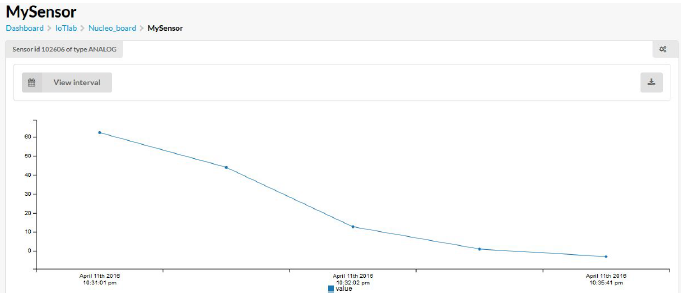 MySensor
Dashboard > IoTlab > Nucleo_board > MySensor
Sensor id 102606 of type ANALOG
View interval
60
50
40
30
20
10
0
April 11th 2016 April 11th 2016 April 11th 2016
10:31:01 pm 10:32:02 pm 10:35:41 pm
value